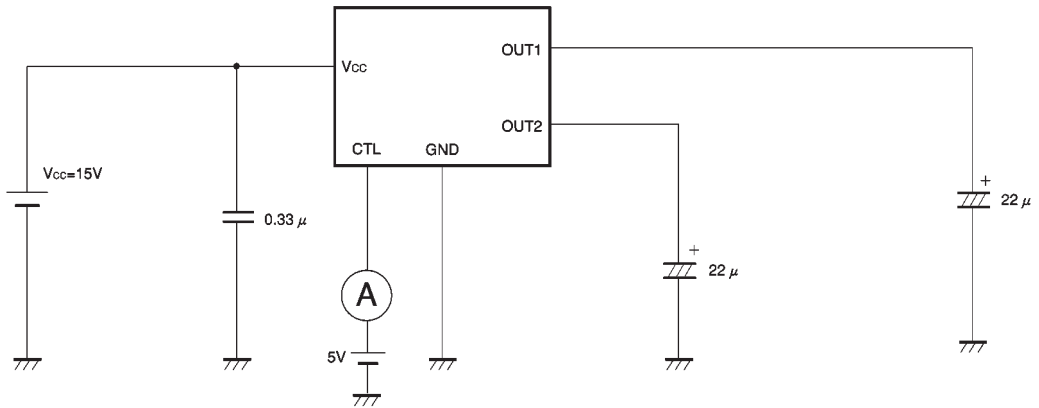 OUT1
Vcc
OUT2
CTL
GND
Vcc=15V
0.33 μ
+
22 μ
+
22 μ
A
5V